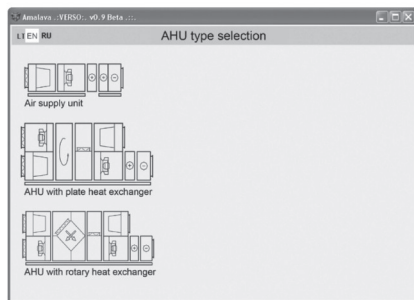 Amalava .:VERSO:. v0.9 Beta .::.
LT EN RU
AHU type selection
Air supply unit
AHU with plate heat exchanger
AHU with rotary heat exchanger